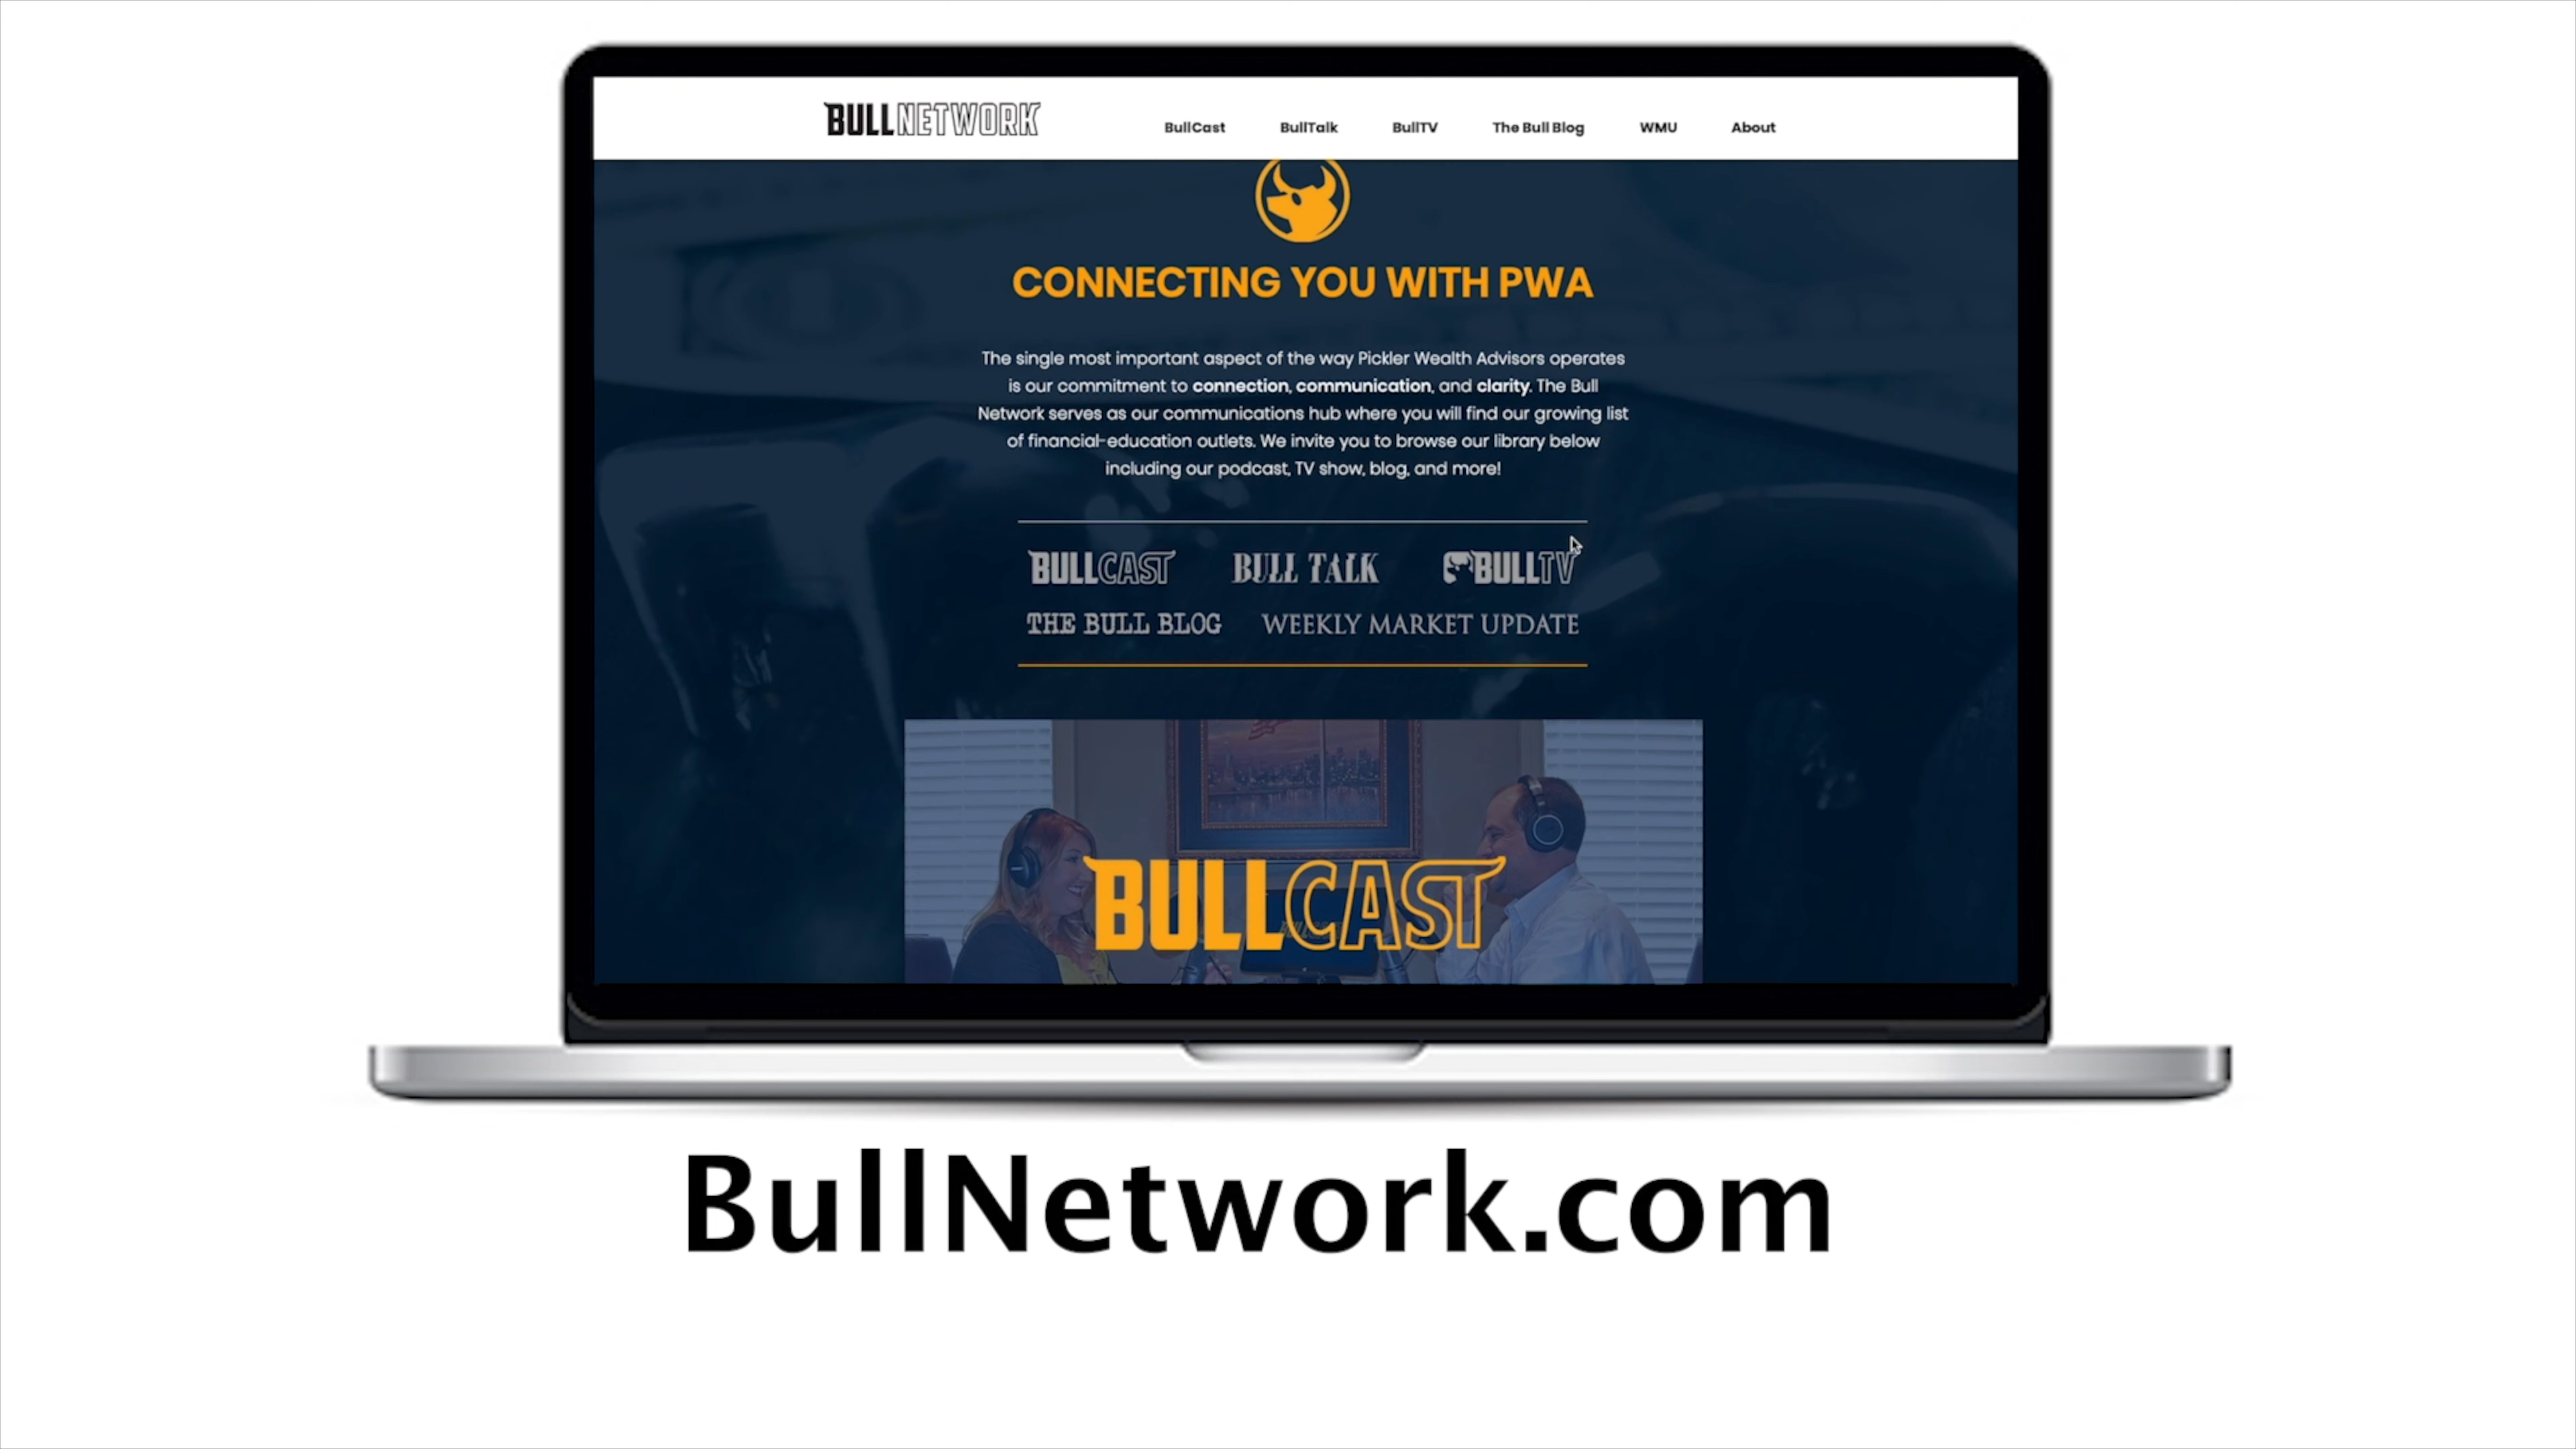 BULLNETWORK
BullCast BullTalk BullTV The Bull Blog WMU About
CONNECTING YOU WITH PWA
The single most important aspect of the way Pickler Wealth Advisors operates
is our commitment to connection, communication, and clarity. The Bull
Network serves as our communications hub where you will find our growing list
of financial-education outlets. We invite you to browse our library below
including our podcast, TV show, blog, and more!
BULLCAST BULL TALK BULLTV
THE BULL BLOG WEEKLY MARKET UPDATE
BULLCAST
BullNetwork.com